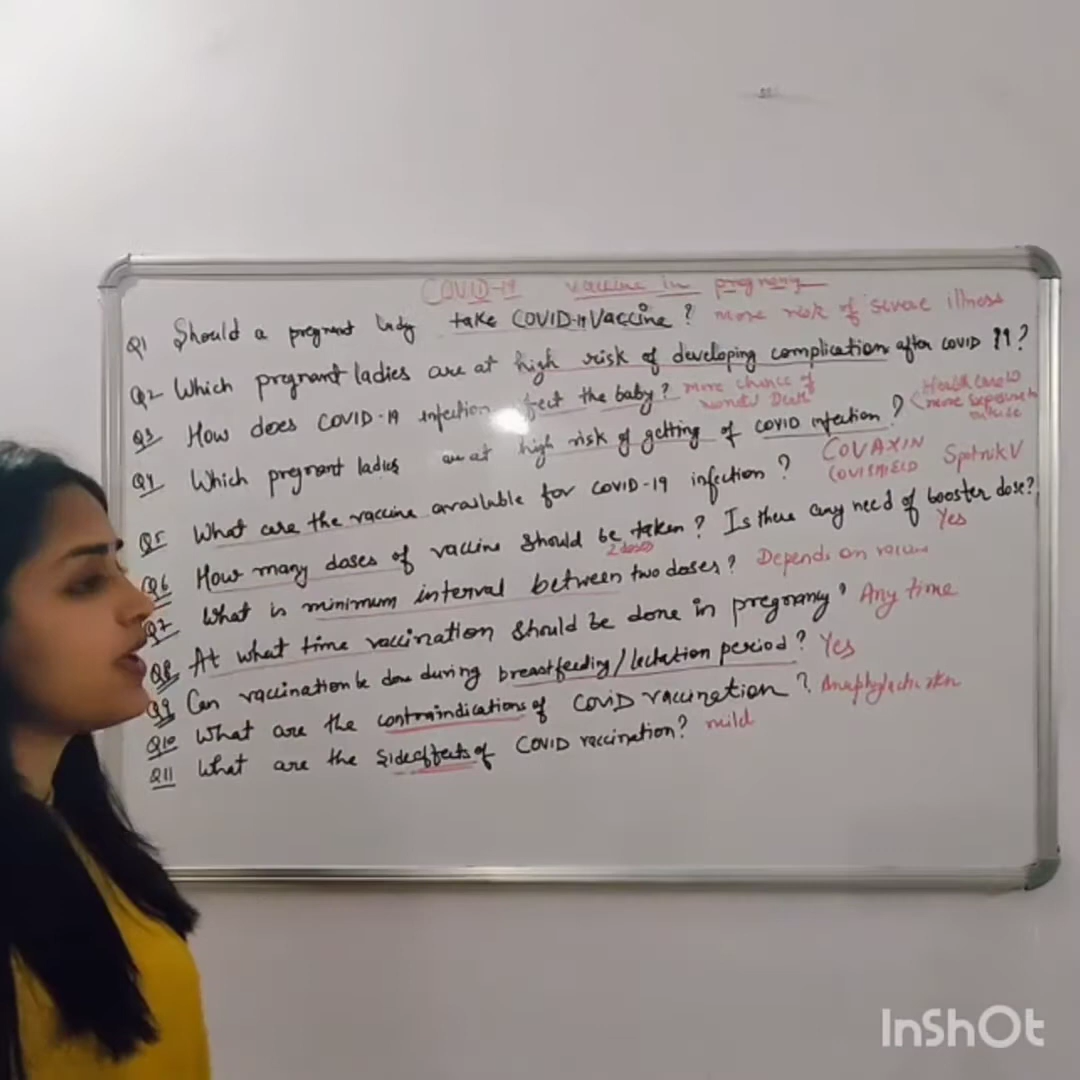 COVID-19 vaccine in pregnancy
Q1 Should a pregnant lady take COVID-19 Vaccine? more risk of severe illness
Q2 Which pregnant ladies are at high risk of developing complication after COVID 19?
Q3 How does COVID-19 infection the baby? more chance of
Q4 Which pregnant ladies are at high risk of getting of COVID infection?
COVAXIN
COVISHIELD SputnikV
Q5 What are the vaccine available for COVID-19 infection?
Q6 How many doses of vaccine should be taken? Is there any need of booster dose?
2 doses Yes
Q7 What is minimum interval between two doses? Depends on
Q8 At what time vaccination should be done in pregnancy? Any time
Q9 Can vaccination be done during breastfeeding/lactation period? Yes
Q10 What are the contraindications of COVID vaccination?
Q11 What are the sideeffects of COVID vaccination? mild
InShOt